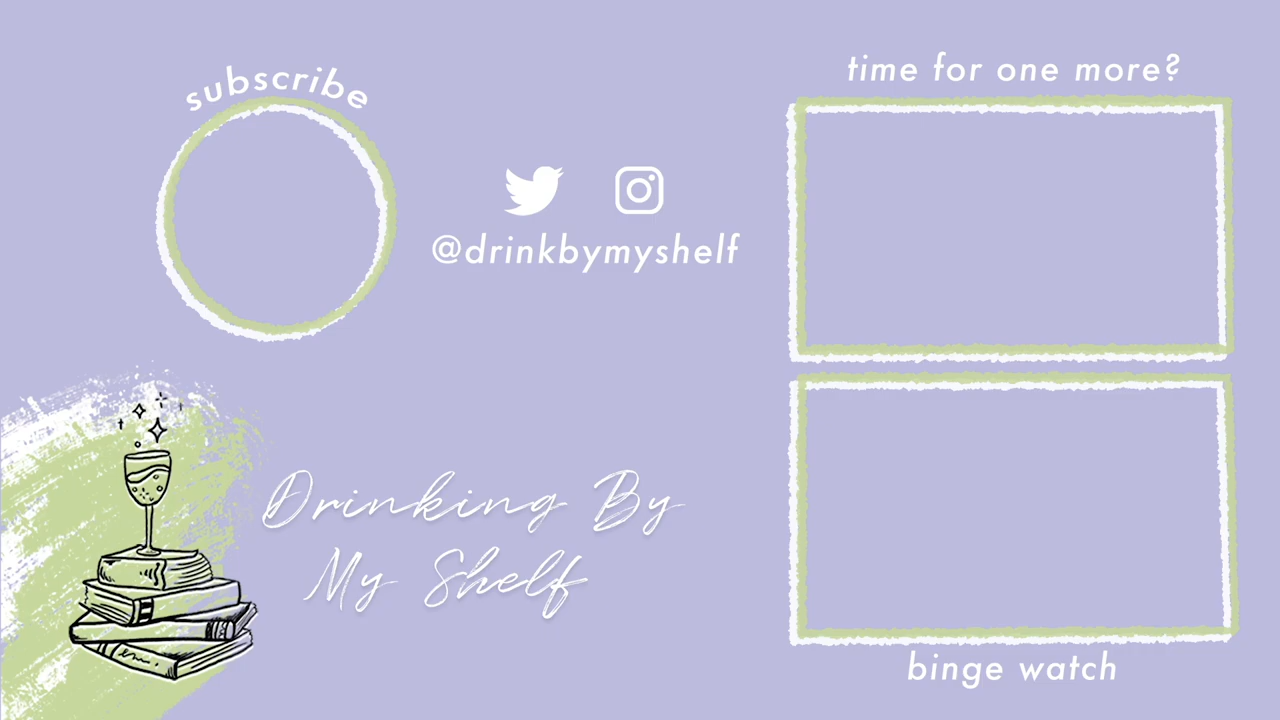 subscribe
time for one more?
@drinkbymyshelf
Drinking By
My Shelf
binge watch